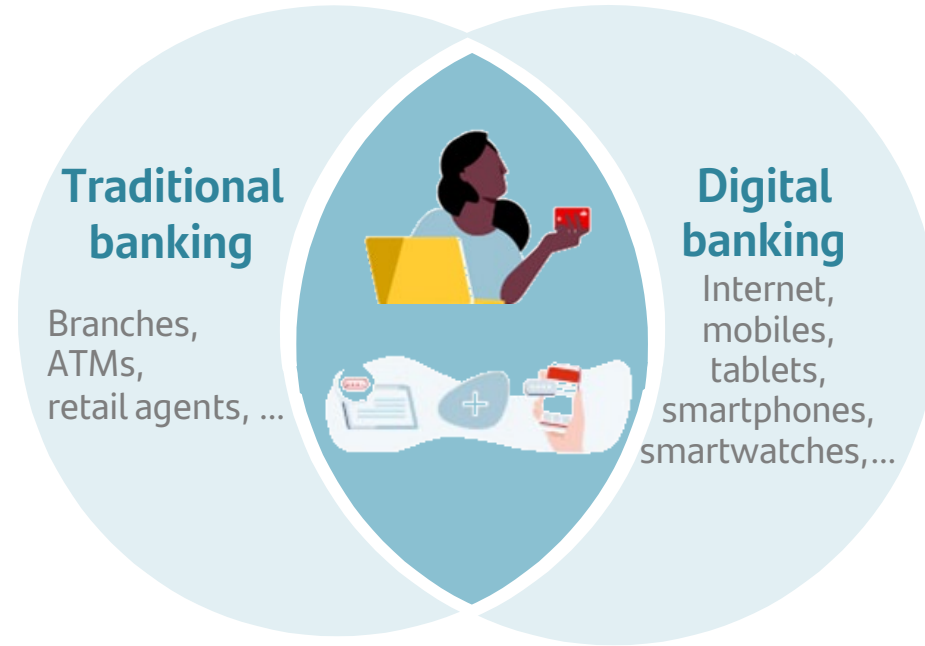 Traditional
banking
Branches,
ATMs,
retail agents, ...
Digital
banking
Internet,
mobiles,
tablets,
smartphones,
smartwatches,...